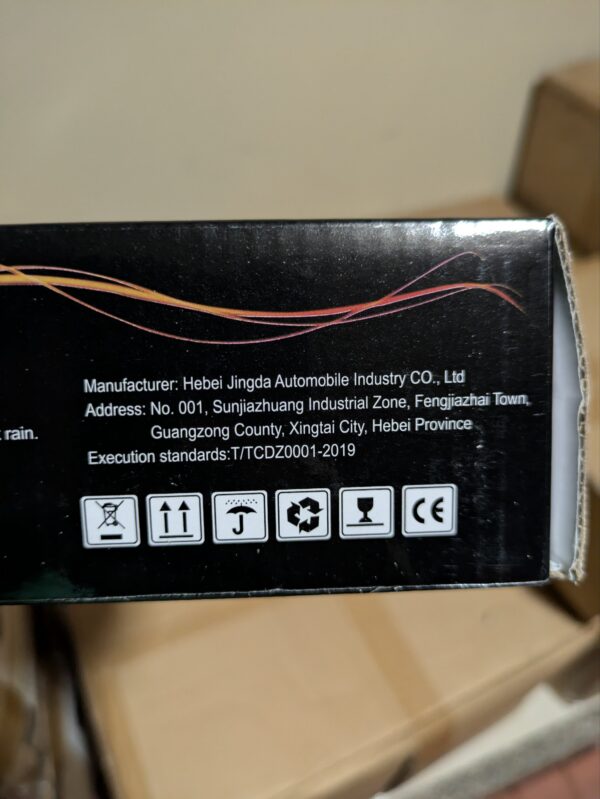 Manufacturer: Hebei Jingda Automobile Industry CO., Ltd
Address: No. 001, Sunjiazhuang Industrial Zone, Fengjiazhai Town,
rain.
Guangzong County, Xingtai City, Hebei Province
Execution standards:T/TCDZ0001-2019
CE